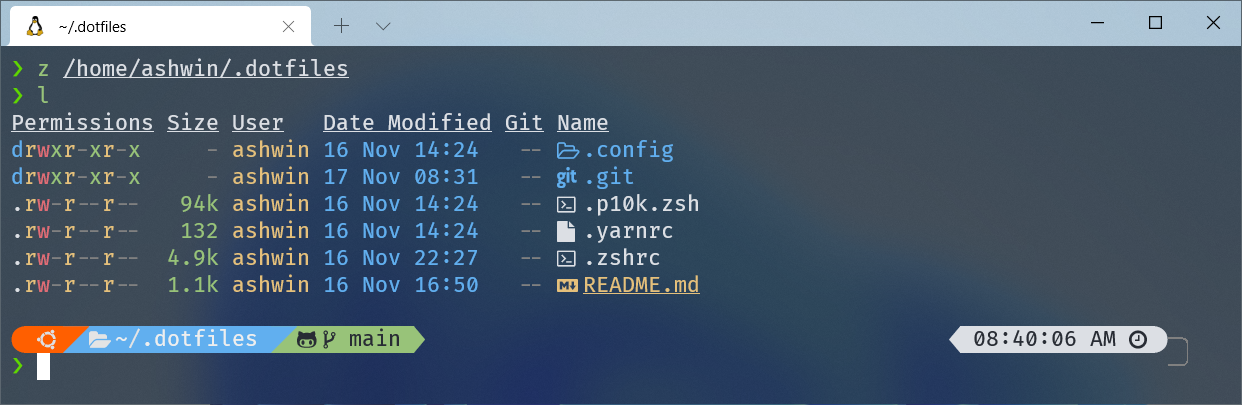 ~/.dotfiles
❯ z /home/ashwin/.dotfiles
❯ l
Permissions Size User   Date Modified Git Name
drwxr-xr-x     - ashwin 16 Nov 14:24   -- .config
drwxr-xr-x     - ashwin 17 Nov 08:31   -- git .git
.rw-r--r--   94k ashwin 16 Nov 14:24   -- .p10k.zsh
.rw-r--r--   132 ashwin 16 Nov 14:24   -- .yarnrc
.rw-r--r--  4.9k ashwin 16 Nov 22:27   -- .zshrc
.rw-r--r--  1.1k ashwin 16 Nov 16:50   -- README.md
~/.dotfiles main 08:40:06 AM
❯